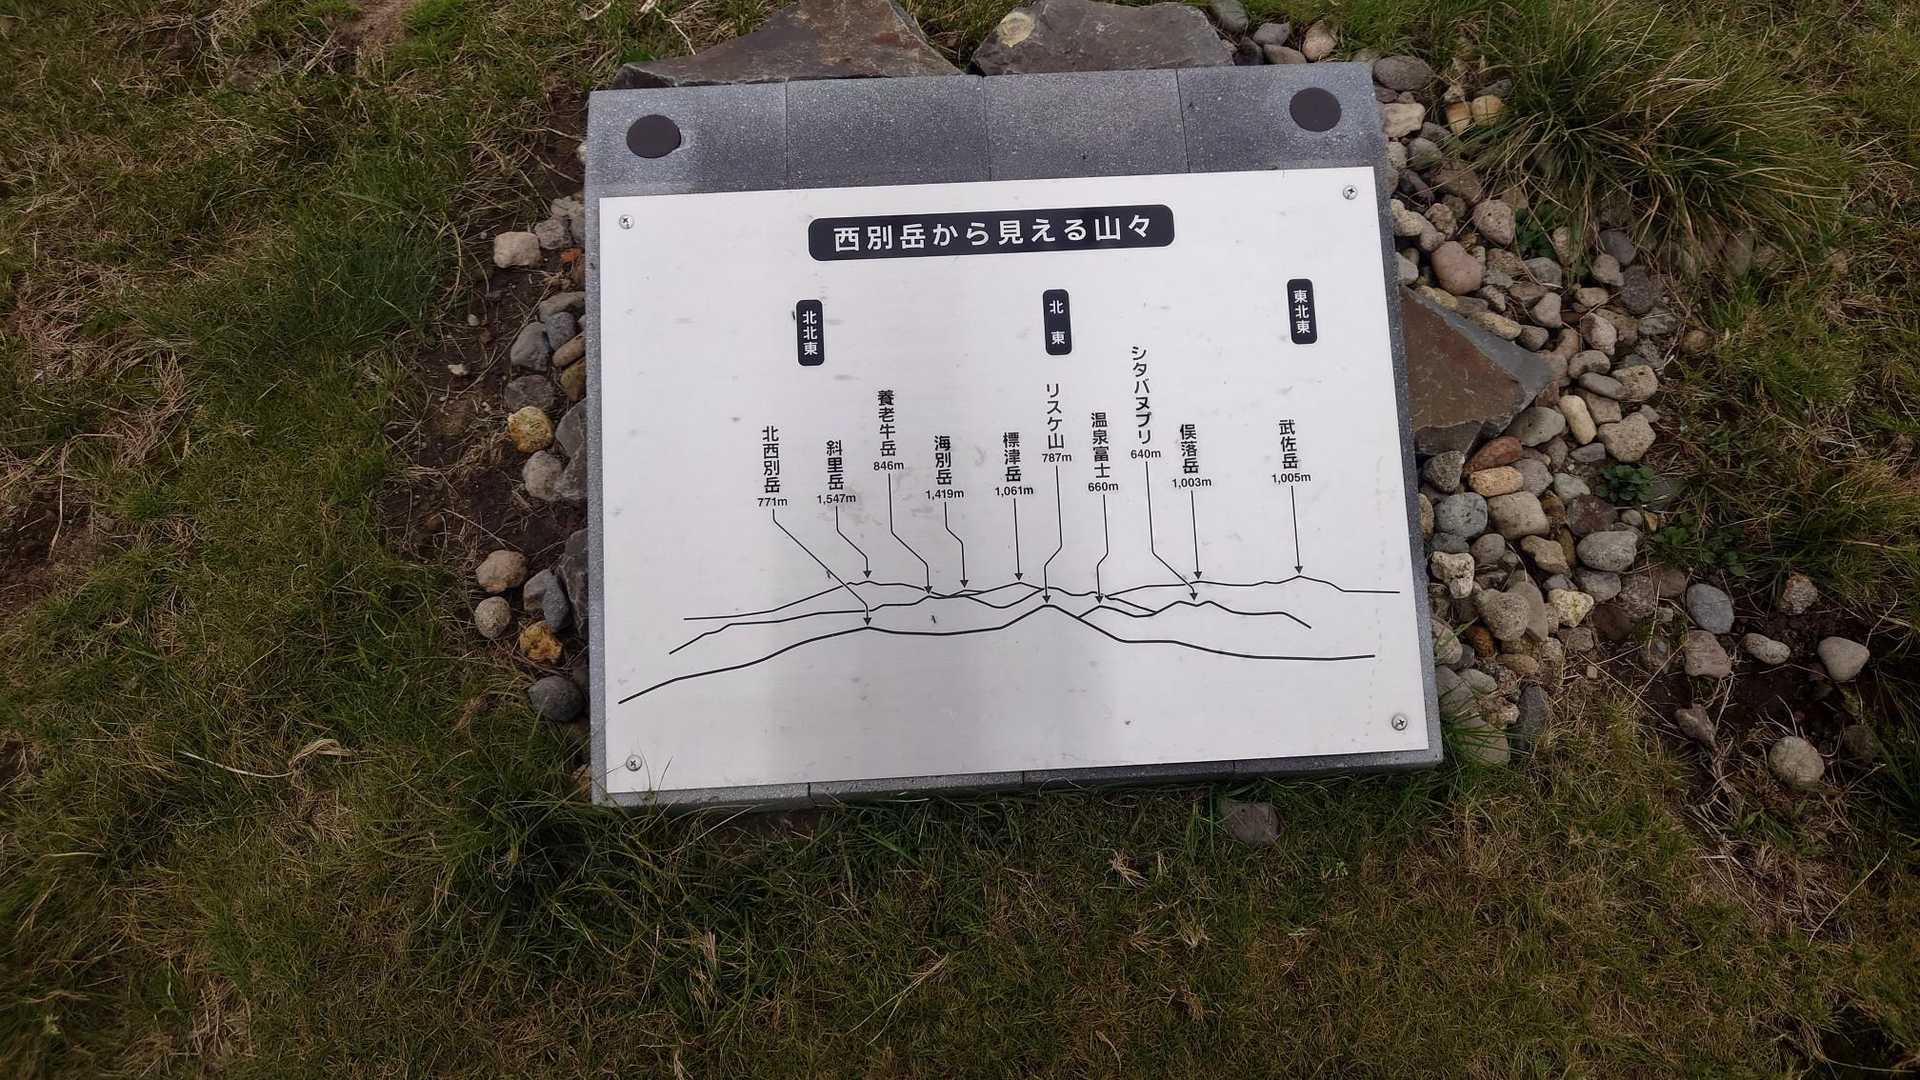 西別岳から見える山々
北北東
北東
東北東
北西別岳
771m
斜里岳
1,547m
養老牛岳
846m
海別岳
1,419m
標津岳
1,061m
リスケ山
787m
温泉富士
660m
シタバヌプリ
640m
俣落岳
1,003m
武佐岳
1,005m